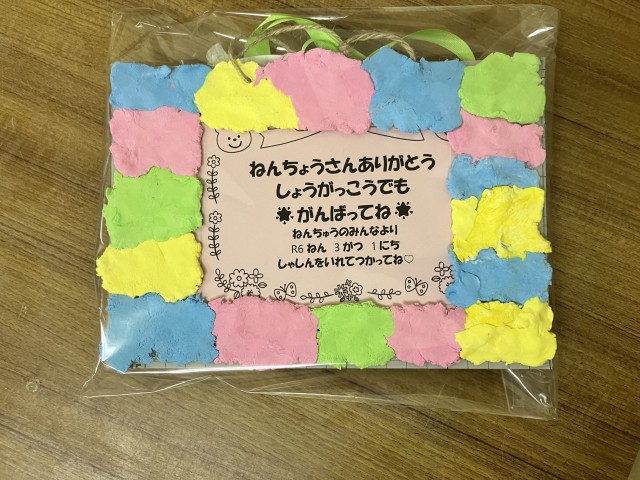 ねんちょうさんありがとう
しょうがっこうでも
がんばってね
ねんちゅうのみんなより
R6ねん 3がつ 1にち
しゃしんをいれてつかってね♡